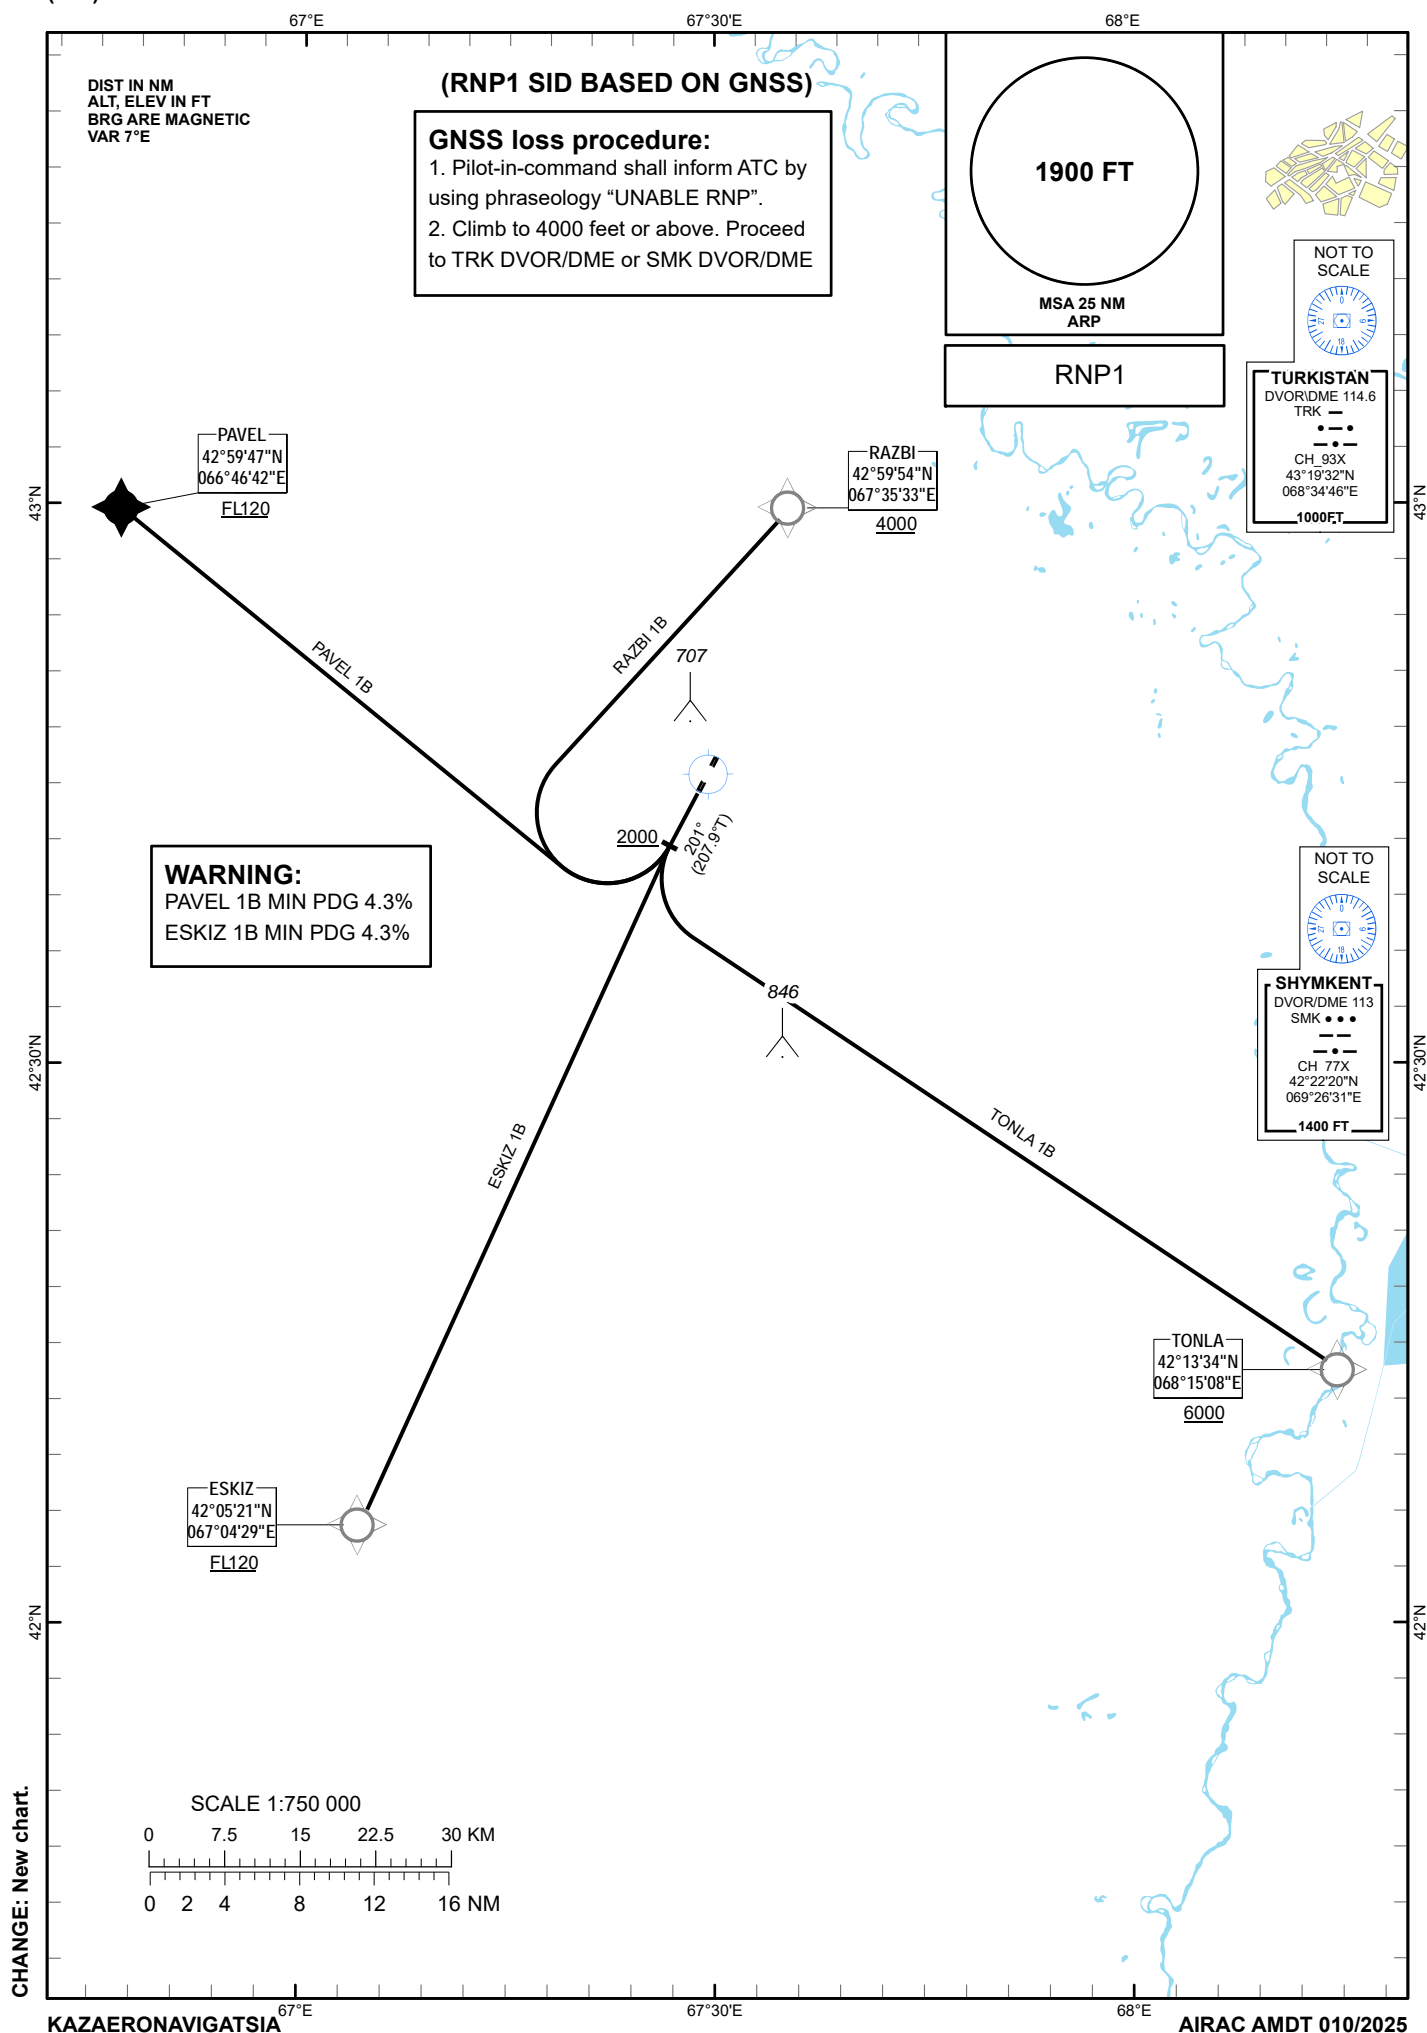 67°E
67°30'E
68°E
DIST IN NM
ALT, ELEV IN FT
BRG ARE MAGNETIC
VAR 7°E
(RNP1 SID BASED ON GNSS)
GNSS loss procedure:
1. Pilot-in-command shall inform ATC by
using phraseology “UNABLE RNP”.
2. Climb to 4000 feet or above. Proceed
to TRK DVOR/DME or SMK DVOR/DME
1900 FT
MSA 25 NM
ARP
RNP1
NOT TO
SCALE
0
9
18
27
TURKISTAN
DVOR\DME 114.6
TRK
CH_93X
43°19'32"N
068°34'46"E
1000FT
PAVEL
42°59'47"N
066°46'42"E
FL120
RAZBI
42°59'54"N
067°35'33"E
4000
43°N
43°N
PAVEL 1B
RAZBI 1B
707
2000
201°
(207.9°T)
WARNING:
PAVEL 1B MIN PDG 4.3%
ESKIZ 1B MIN PDG 4.3%
NOT TO
SCALE
0
9
18
27
SHYMKENT
DVOR/DME 113
SMK
CH 77X
42°22'20"N
069°26'31"E
1400 FT
846
42°30'N
42°30'N
ESKIZ 1B
TONLA 1B
TONLA
42°13'34"N
068°15'08"E
6000
ESKIZ
42°05'21"N
067°04'29"E
FL120
42°N
42°N
SCALE 1:750 000
0 7.5 15 22.5 30 KM
0 2 4 8 12 16 NM
CHANGE: New chart.
67°E
67°30'E
68°E
KAZAERONAVIGATSIA
AIRAC AMDT 010/2025